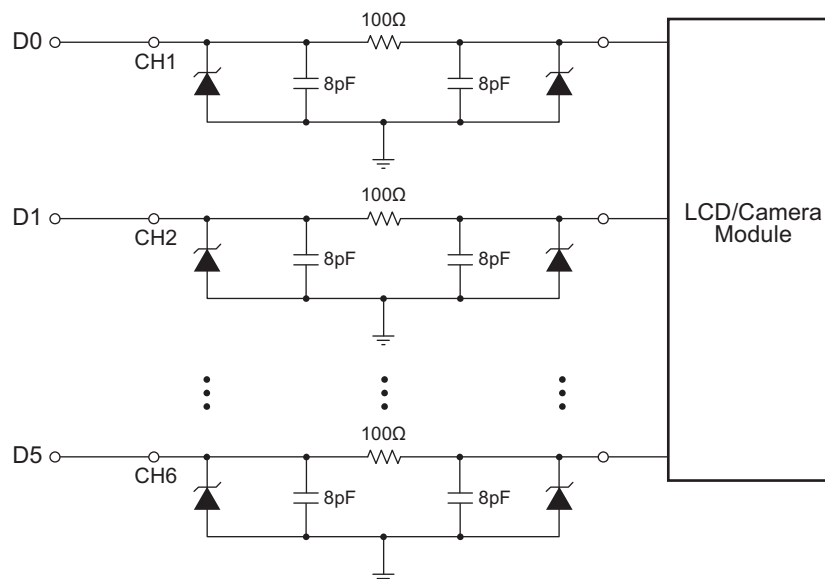 100Ω
D0
CH1
8pF
8pF
100Ω
D1
CH2
8pF
8pF
LCD/Camera
Module
100Ω
D5
CH6
8pF
8pF